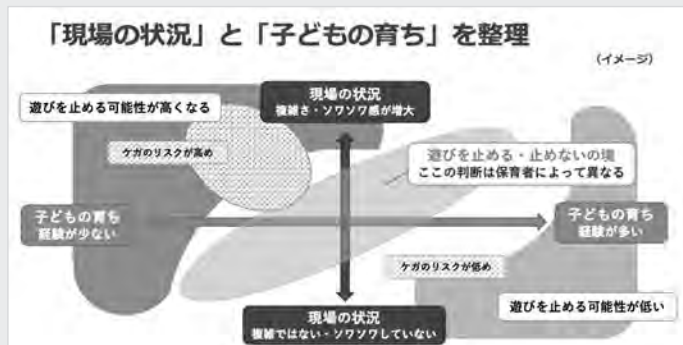 「現場の状況」と「子どもの育ち」を整理
(イメージ)
現場の状況
複雑さ・ソワソワ感が増大
遊びを止める可能性が高くなる
ケガのリスクが高め
遊びを止める・止めないの境
ここの判断は保育者によって異なる
子どもの育ち
経験が少ない
子どもの育ち
経験が多い
ケガのリスクが低め
遊びを止める可能性が低い
現場の状況
複雑ではない・ソワソワしていない